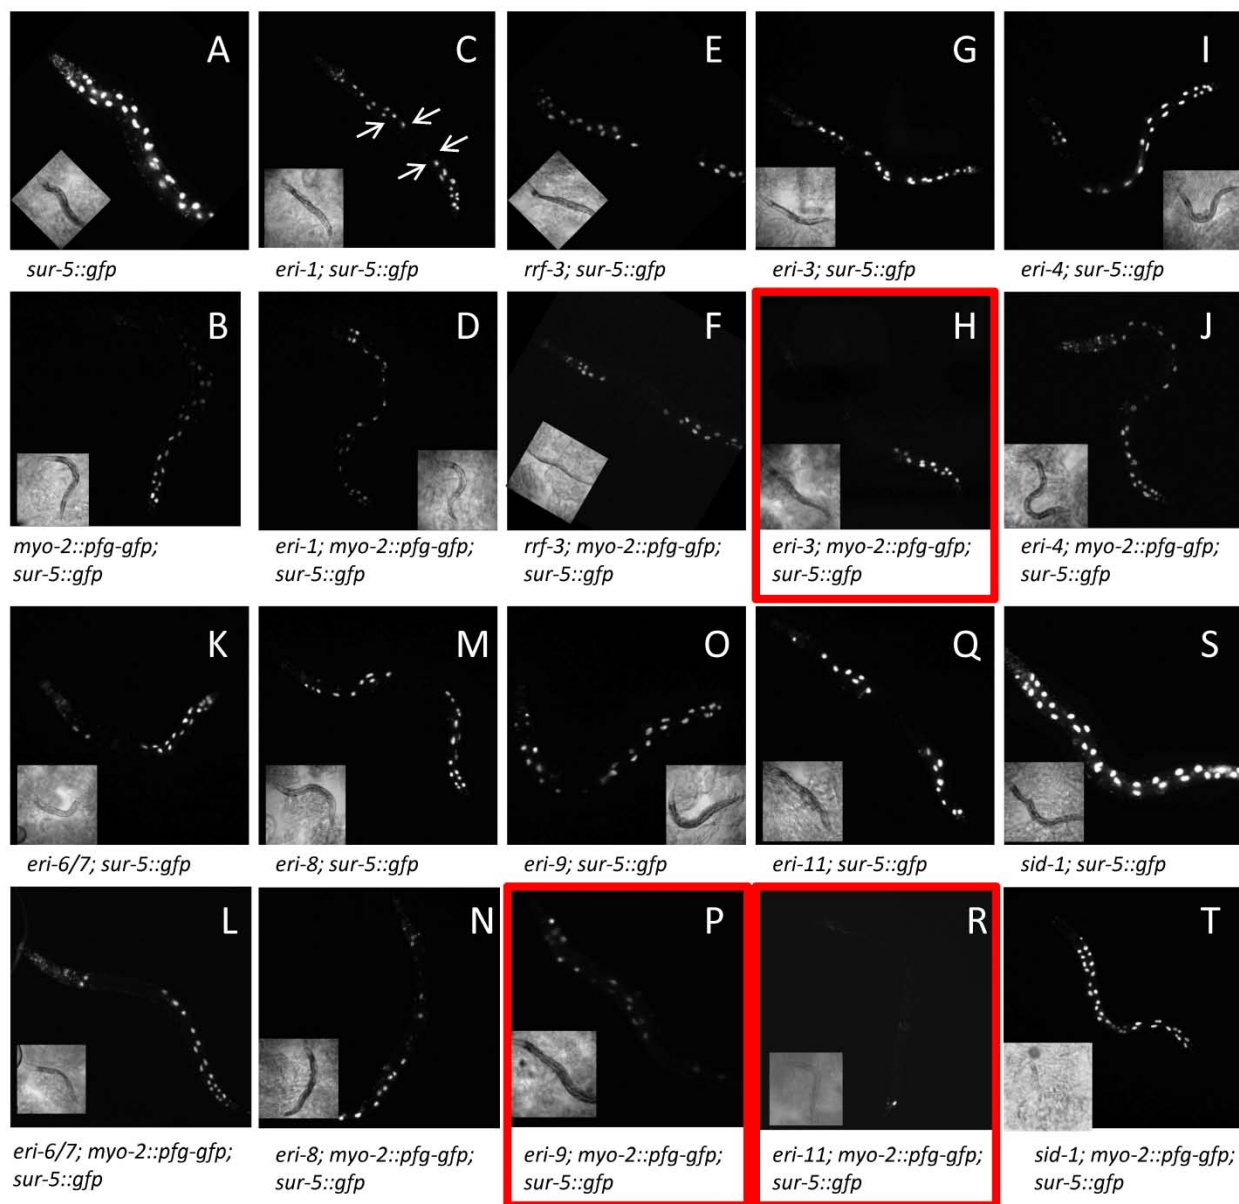 A C E G I
sur-5::gfp eri-1; sur-5::gfp rrf-3; sur-5::gfp eri-3; sur-5::gfp eri-4; sur-5::gfp
B D F H J
myo-2::pfg-gfp; eri-1; myo-2::pfg-gfp; rrf-3; myo-2::pfg-gfp; eri-3; myo-2::pfg-gfp; eri-4; myo-2::pfg-gfp;
sur-5::gfp sur-5::gfp sur-5::gfp sur-5::gfp sur-5::gfp
K M O Q S
eri-6/7; sur-5::gfp eri-8; sur-5::gfp eri-9; sur-5::gfp eri-11; sur-5::gfp sid-1; sur-5::gfp
L N P R T
eri-6/7; myo-2::pfg-gfp; eri-8; myo-2::pfg-gfp; eri-9; myo-2::pfg-gfp; eri-11; myo-2::pfg-gfp; sid-1; myo-2::pfg-gfp;
sur-5::gfp sur-5::gfp sur-5::gfp sur-5::gfp sur-5::gfp